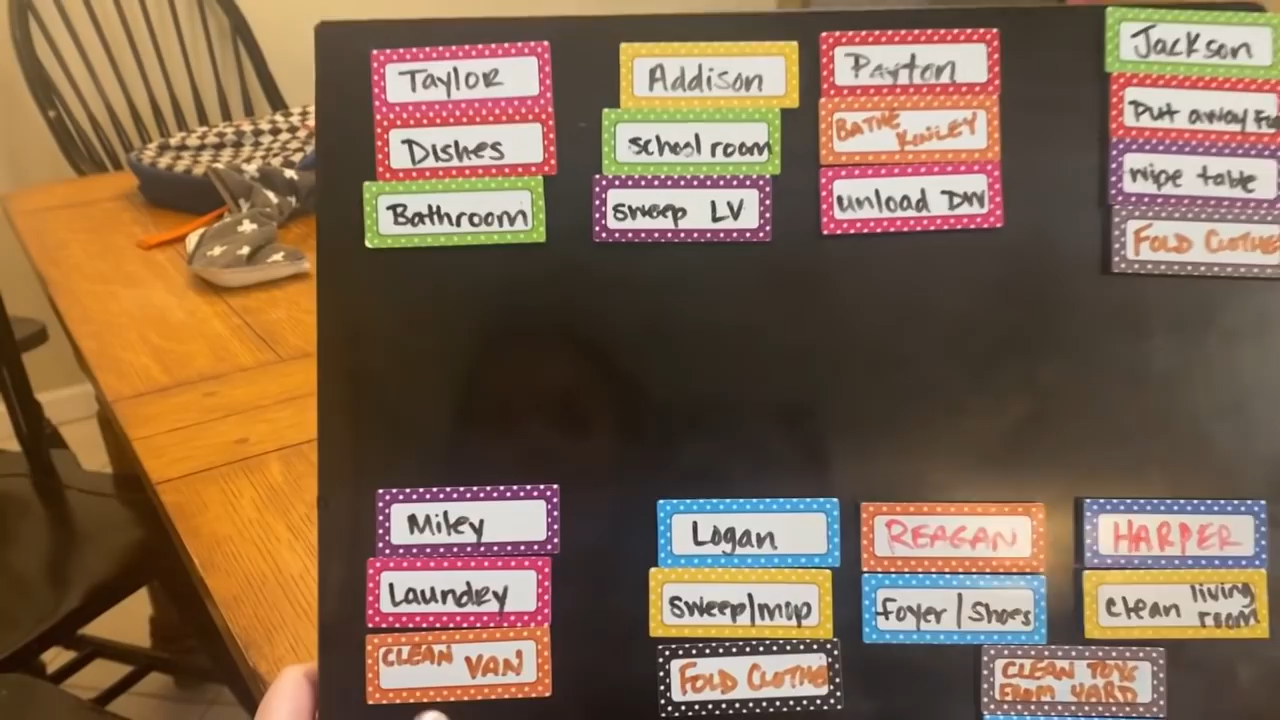 Taylor
Dishes
Bathroom
Addison
school room
sweep LV
Payton
BATHE
KINLEY
unload DW
Jackson
Put away
wipe table
FOLD CLOTHE
Miley
Laundry
CLEAN VAN
Logan
Sweep/mop
FOLD CLOTHE
REAGAN
foyer/Shoes
HARPER
clean living
room
CLEAN TOYS
FROM YARD